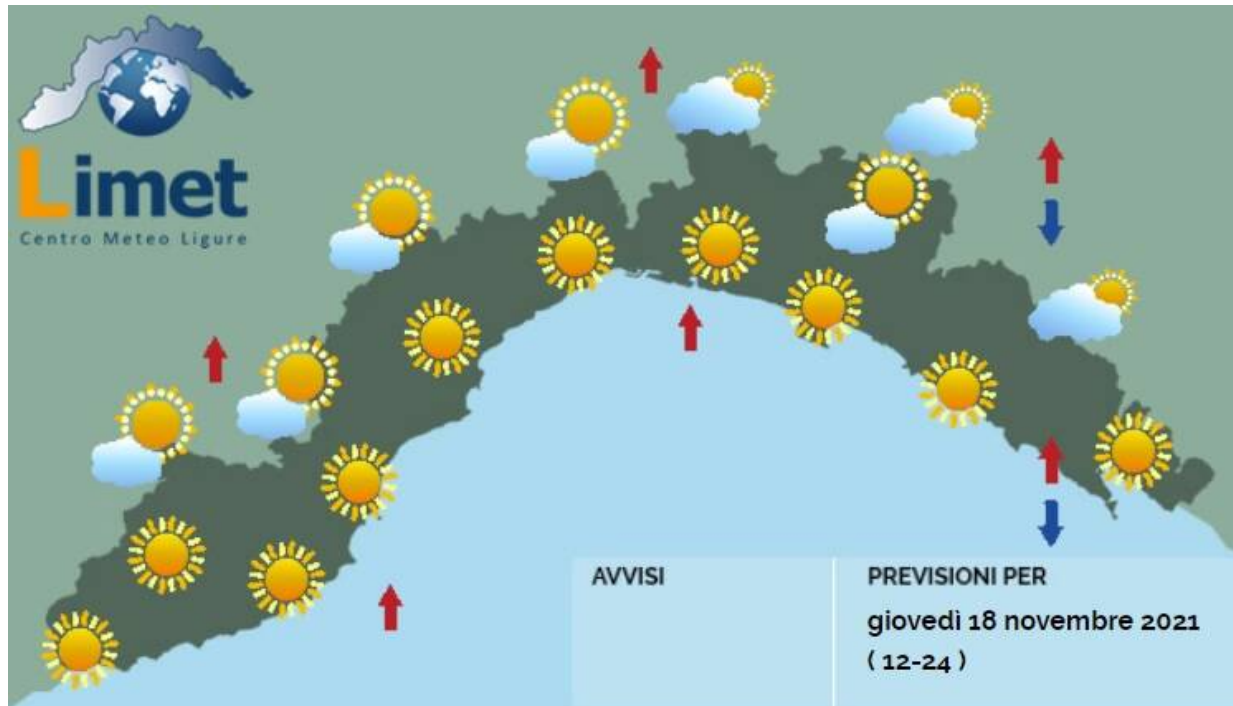 Limet
Centro Meteo Ligure
AVVISI
PREVISIONI PER
giovedì 18 novembre 2021
( 12-24 )